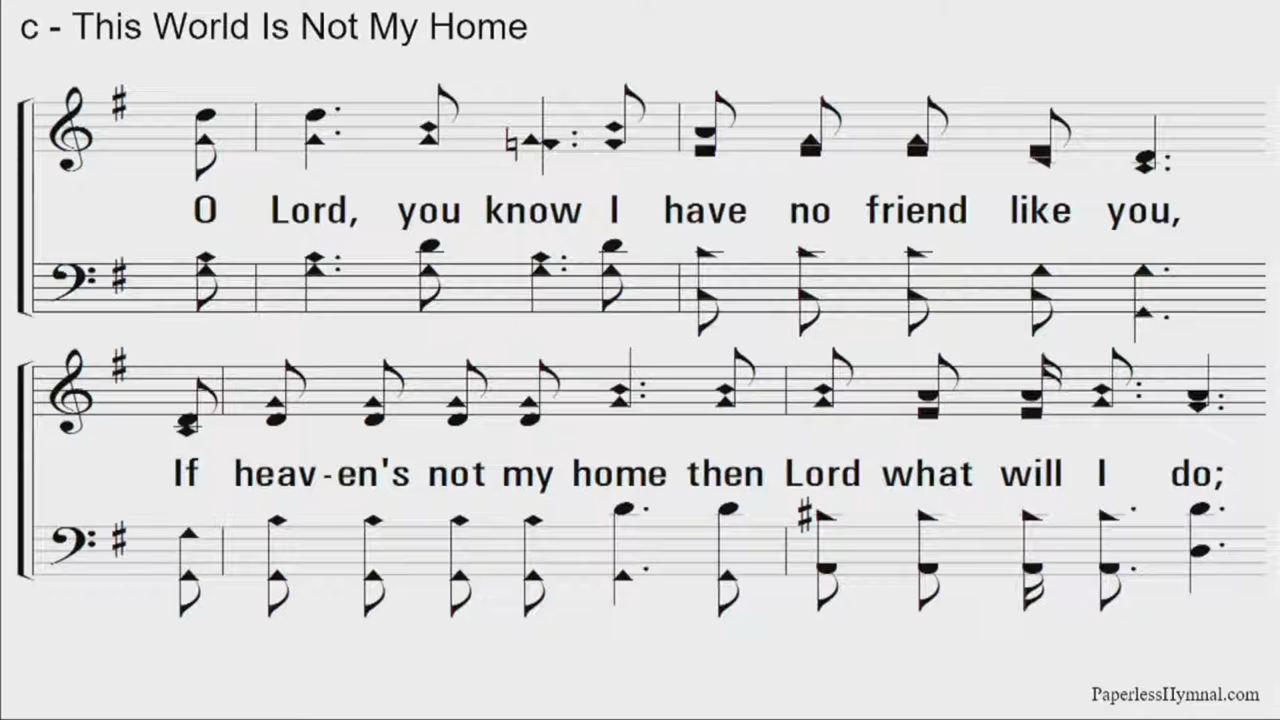 c - This World Is Not My Home
O Lord, you know I have no friend like you,
If heav-en's not my home then Lord what will I do;
PaperlessHymnal.com